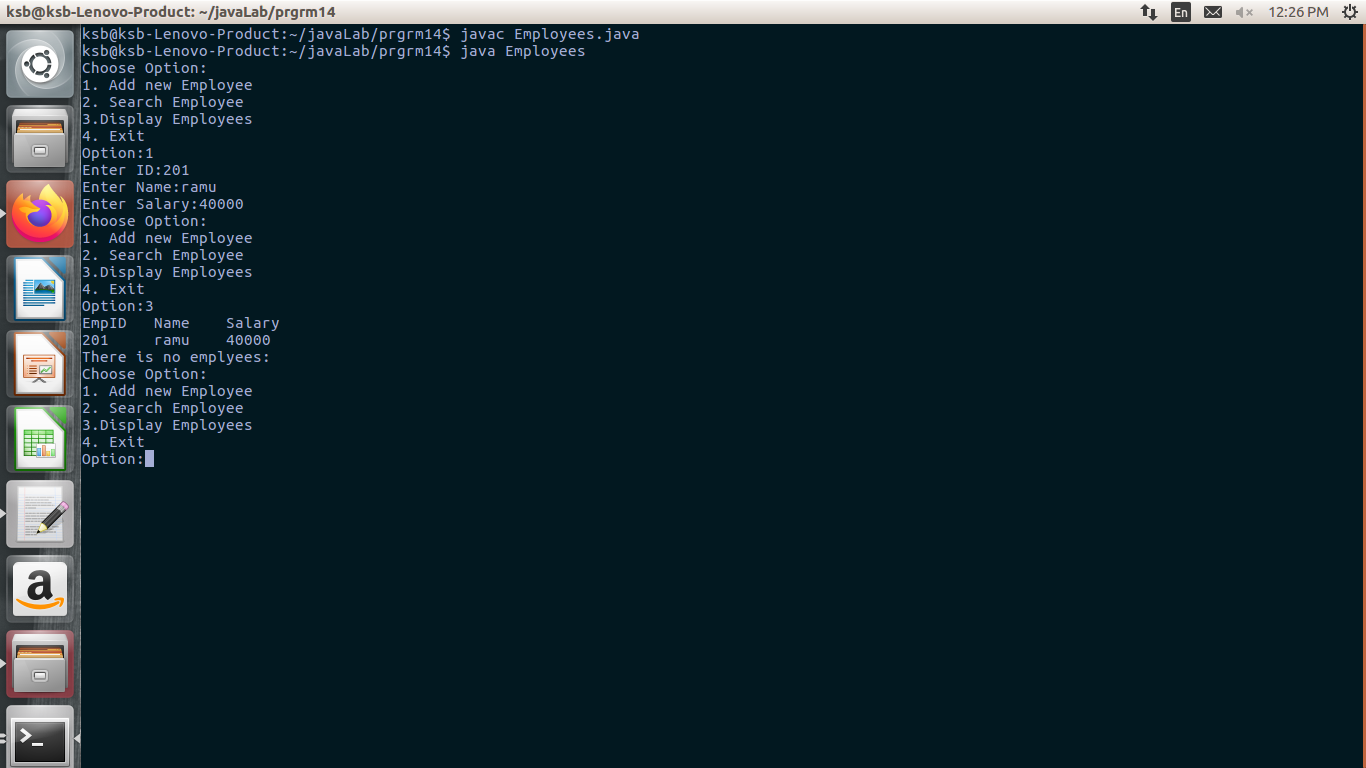 ksb@ksb-Lenovo-Product: ~/javaLab/prgrm14
En
12:26 PM
ksb@ksb-Lenovo-Product:~/javaLab/prgrm14$ javac Employees.java
ksb@ksb-Lenovo-Product:~/javaLab/prgrm14$ java Employees
Choose Option:
1. Add new Employee
2. Search Employee
3.Display Employees
4. Exit
Option:1
Enter ID:201
Enter Name:ramu
Enter Salary:40000
Choose Option:
1. Add new Employee
2. Search Employee
3.Display Employees
4. Exit
Option:3
EmpID   Name    Salary
201     ramu    40000
There is no emplyees:
Choose Option:
1. Add new Employee
2. Search Employee
3.Display Employees
4. Exit
Option:
a
>_